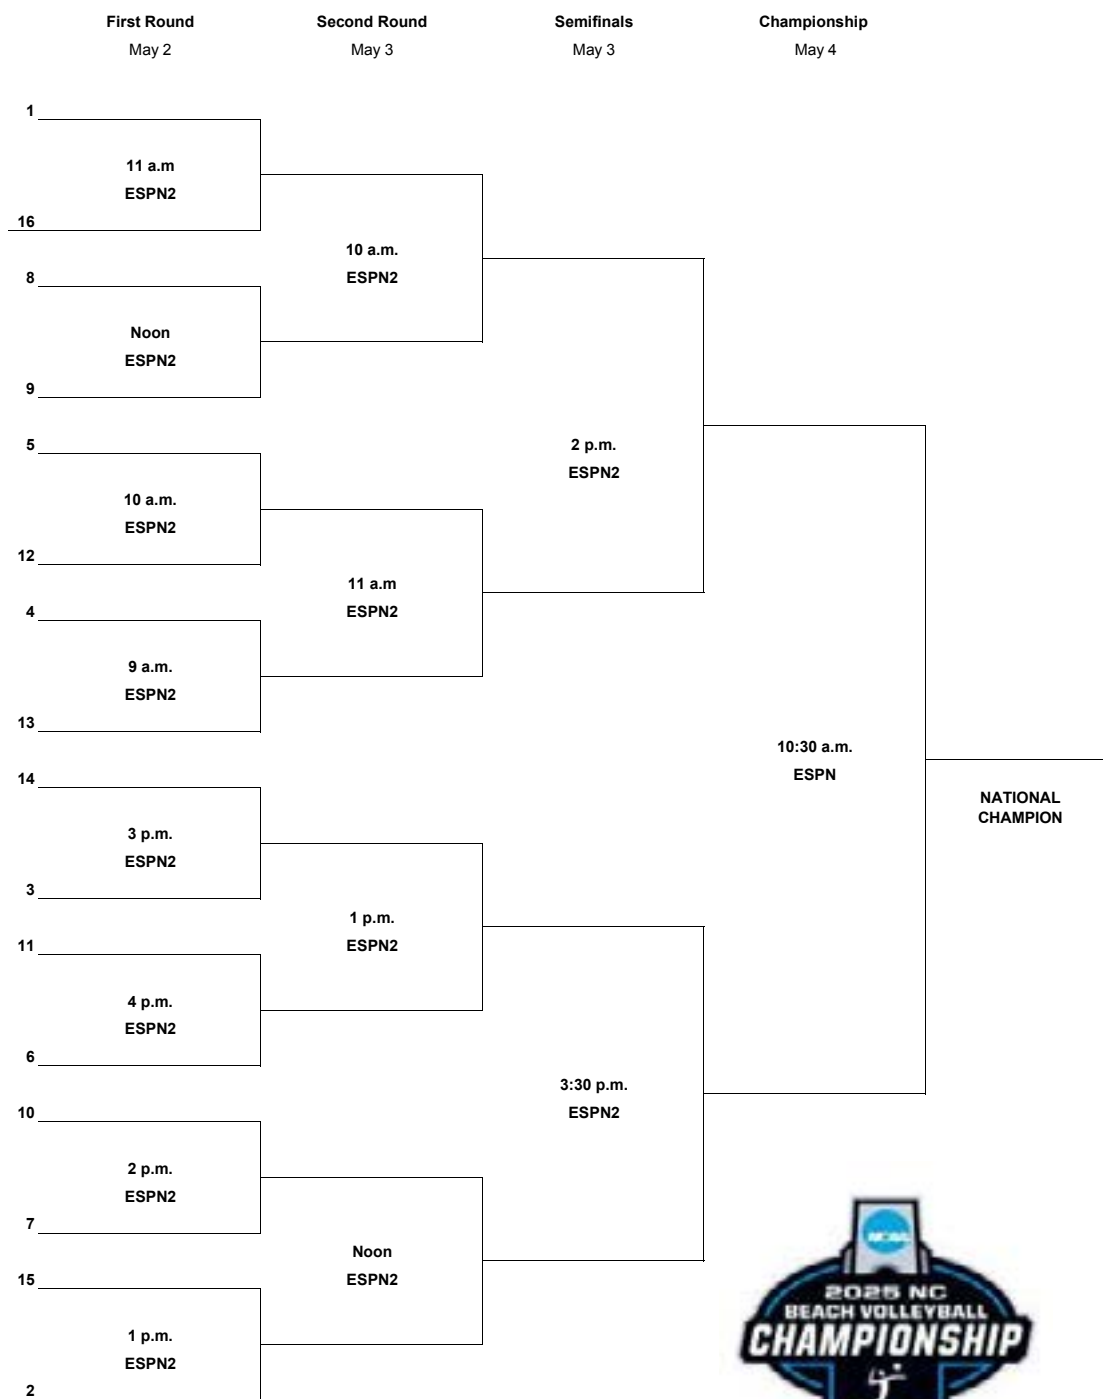 First Round Second Round Semifinals Championship
May 2 May 3 May 3 May 4
1
11 a.m
ESPN2
16
10 a.m.
ESPN2
8
Noon
ESPN2
9
5
2 p.m.
ESPN2
10 a.m.
ESPN2
12
11 a.m
ESPN2
4
9 a.m.
ESPN2
13
10:30 a.m.
ESPN
14
NATIONAL
CHAMPION
3 p.m.
ESPN2
3
1 p.m.
ESPN2
11
4 p.m.
ESPN2
6
3:30 p.m.
ESPN2
10
2 p.m.
ESPN2
7
Noon
ESPN2
15
1 p.m.
ESPN2
2
NCAA
2025 NC
BEACH VOLLEYBALL
CHAMPIONSHIP